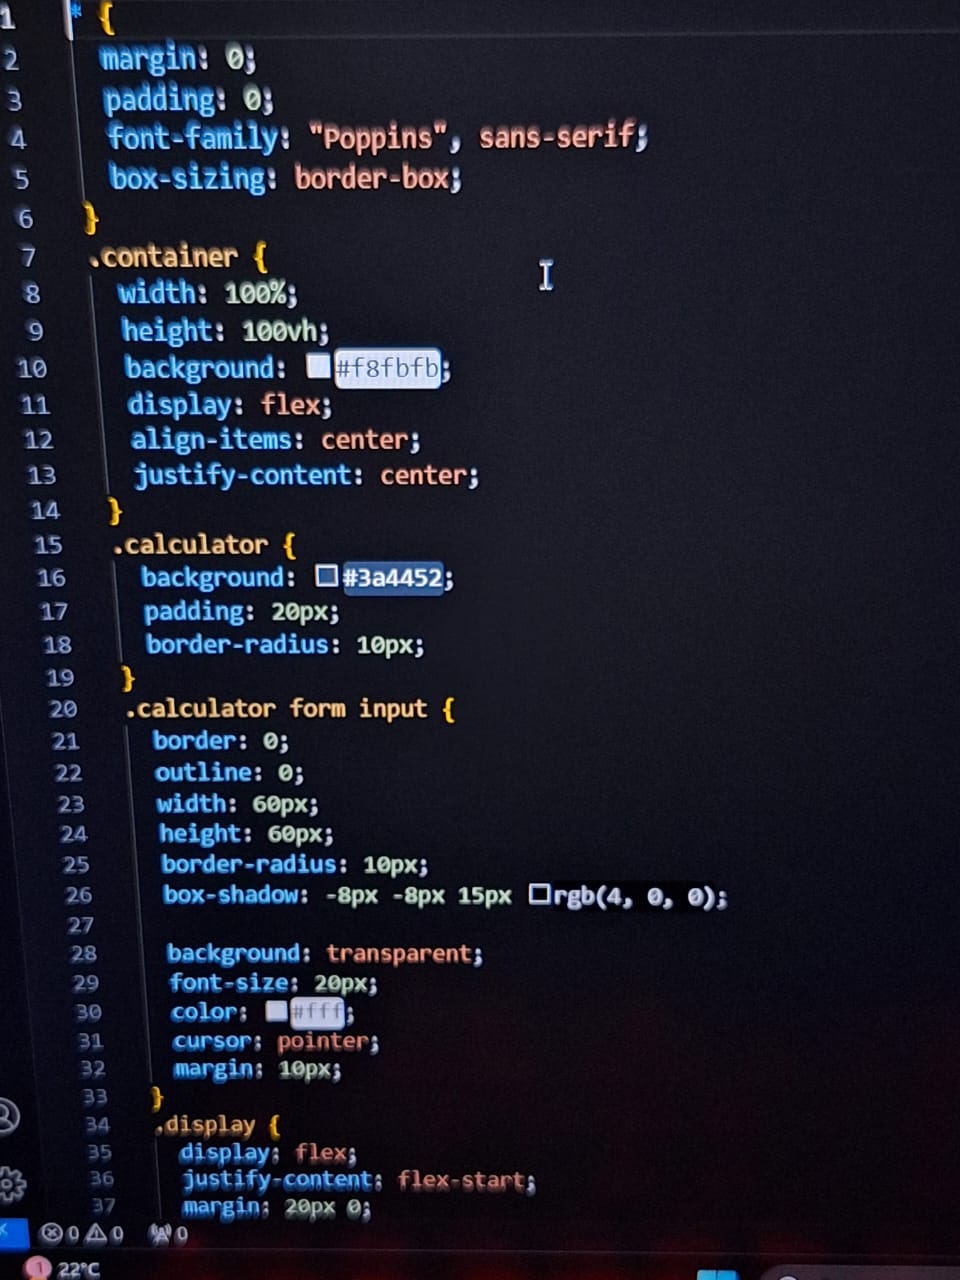 1 * {
2 margin: 0;
3 padding: 0;
4 font-family: "Poppins", sans-serif;
5 box-sizing: border-box;
6 }
7 .container {
8 width: 100%;
9 height: 100vh;
10 background: #f8fbfb;
11 display: flex;
12 align-items: center;
13 justify-content: center;
14 }
15 .calculator {
16 background: #3a4452;
17 padding: 20px;
18 border-radius: 10px;
19 }
20 .calculator form input {
21 border: 0;
22 outline: 0;
23 width: 60px;
24 height: 60px;
25 border-radius: 10px;
26 box-shadow: -8px -8px 15px rgb(4, 0, 0);
27
28 background: transparent;
29 font-size: 20px;
30 color: #fff;
31 cursor: pointer;
32 margin: 10px;
33 }
34 .display {
35 display: flex;
36 justify-content: flex-start;
37 margin: 20px 0;
0 0 0
1 22°C